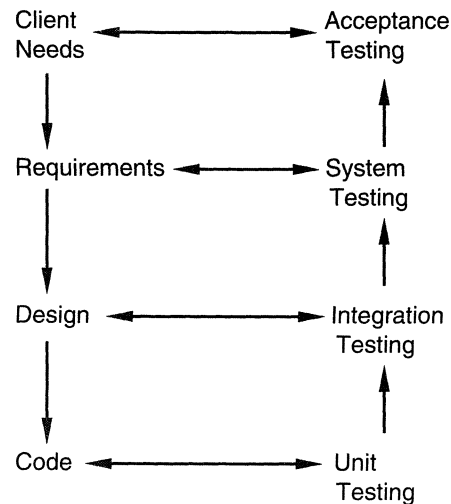 Client
Needs
Acceptance
Testing
Requirements
System
Testing
Design
Integration
Testing
Code
Unit
Testing